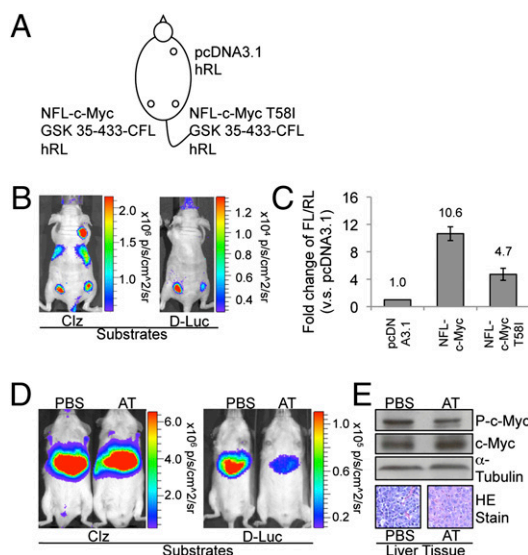 A
pcDNA3.1
hRL
NFL-c-Myc
GSK 35-433-CFL
hRL
NFL-c-Myc T58I
GSK 35-433-CFL
hRL
B
2.0
1.5
1.0
x10⁶ p/s/cm^2/sr
1.2
1.0
0.8
0.6
0.4
x10⁴ p/s/cm^2/sr
Clz
D-Luc
Substrates
C
Fold change of FL/RL
(v.s. pcDNA3.1)
16
12
8
4
0
1.0
10.6
4.7
pcDN
A3.1
NFL-
c-Myc
NFL-
c-Myc
T58I
D
PBS
AT
6.0
4.0
2.0
x10⁶ p/s/cm^2/sr
PBS
AT
1.0
0.6
0.2
x10⁵ p/s/cm^2/sr
Clz
D-Luc
Substrates
E
PBS
AT
P-c-Myc
c-Myc
α-
Tubulin
HE
Stain
PBS
AT
Liver Tissue